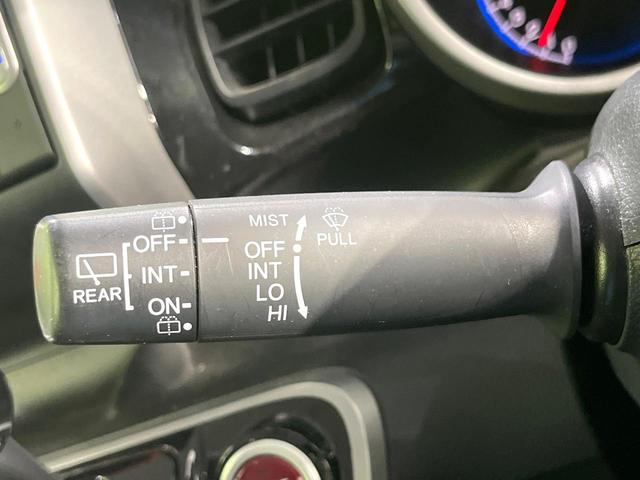 MIST
PULL
OFF
INT
LO
HI
REAR
OFF
INT
ON